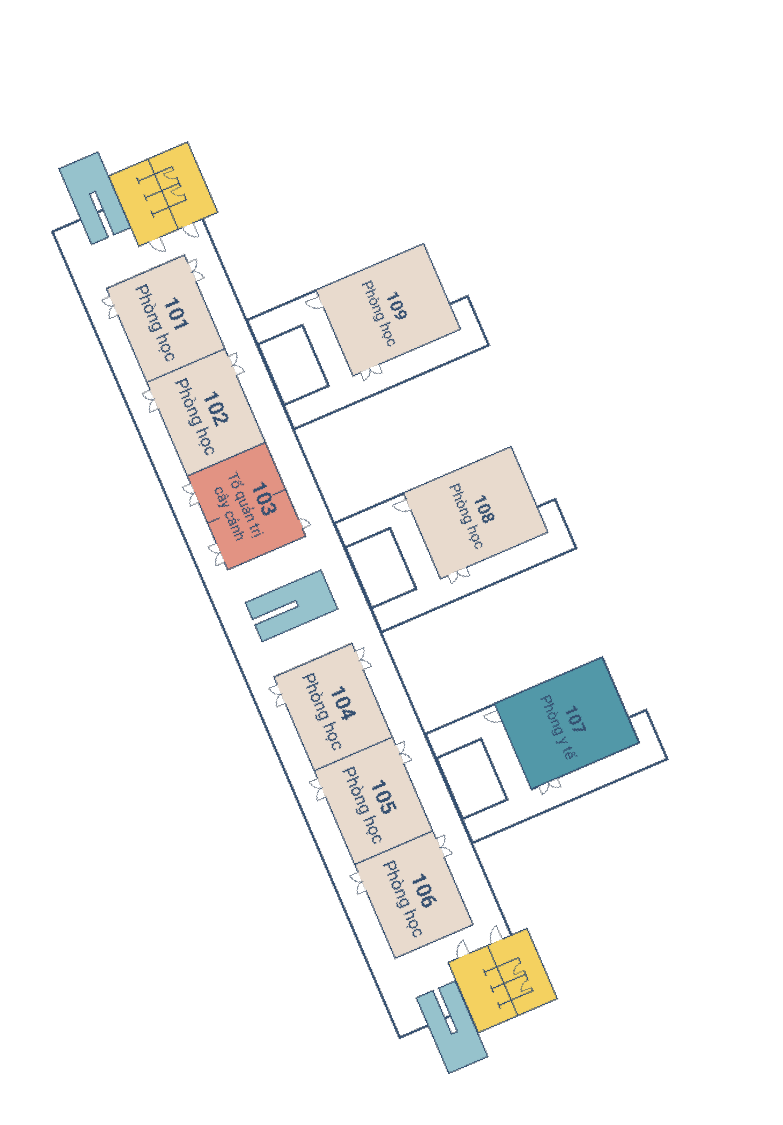 101
Phòng học
102
Phòng học
103
Tổ quản trị
cây cảnh
104
Phòng học
105
Phòng học
106
Phòng học
109
Phòng học
108
Phòng học
107
Phòng y tế